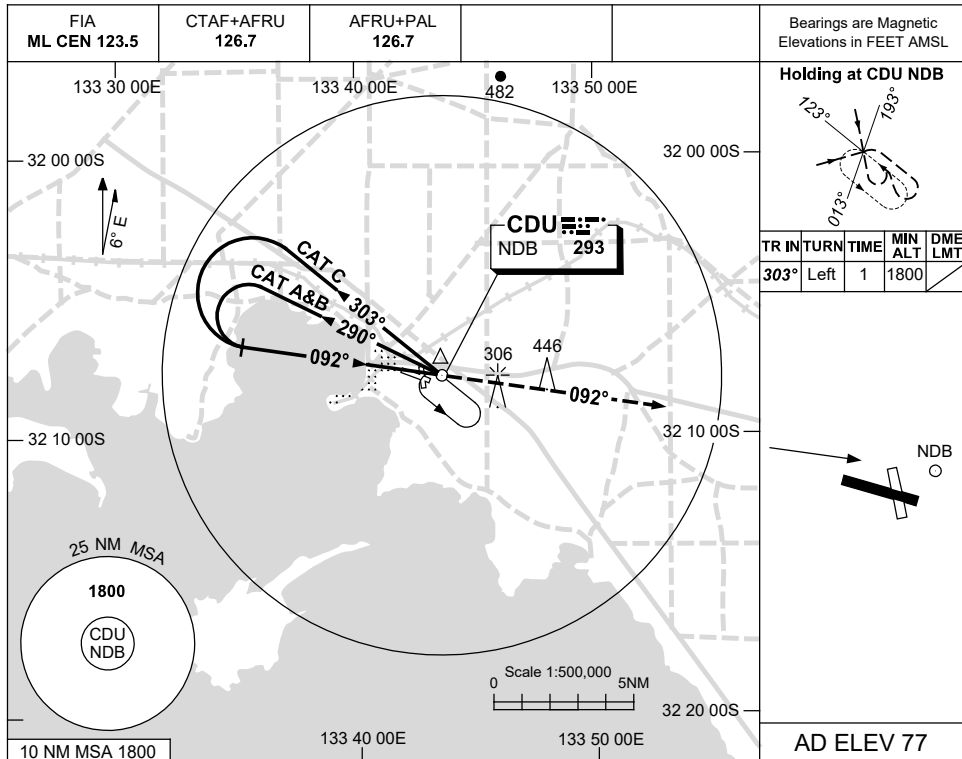 FIA
ML CEN 123.5
CTAF+AFRU
126.7
AFRU+PAL
126.7
Bearings are Magnetic
Elevations in FEET AMSL
133 30 00E
133 40 00E
482
133 50 00E
Holding at CDU NDB
123°
193°
013°
32 00 00S
32 00 00S
6° E
CDU
NDB 293
TR IN TURN TIME MIN ALT DME LMT
303° Left 1 1800
CAT C
303°
CAT A&B
290°
092°
306
446
092°
32 10 00S
32 10 00S
NDB
25 NM MSA
1800
CDU
NDB
Scale 1:500,000
0 5NM
32 20 00S
10 NM MSA 1800
133 40 00E
133 50 00E
AD ELEV 77